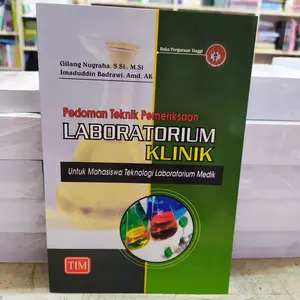 Gilang Nugraha, S.Si., M.Si
Imaduddin Badrawi, Amd. AK
Buku Perguruan Tinggi
Pedoman Teknik Pemeriksaan
LABORATORIUM
KLINIK
Untuk Mahasiswa Teknologi Laboratorium Medik
TIM